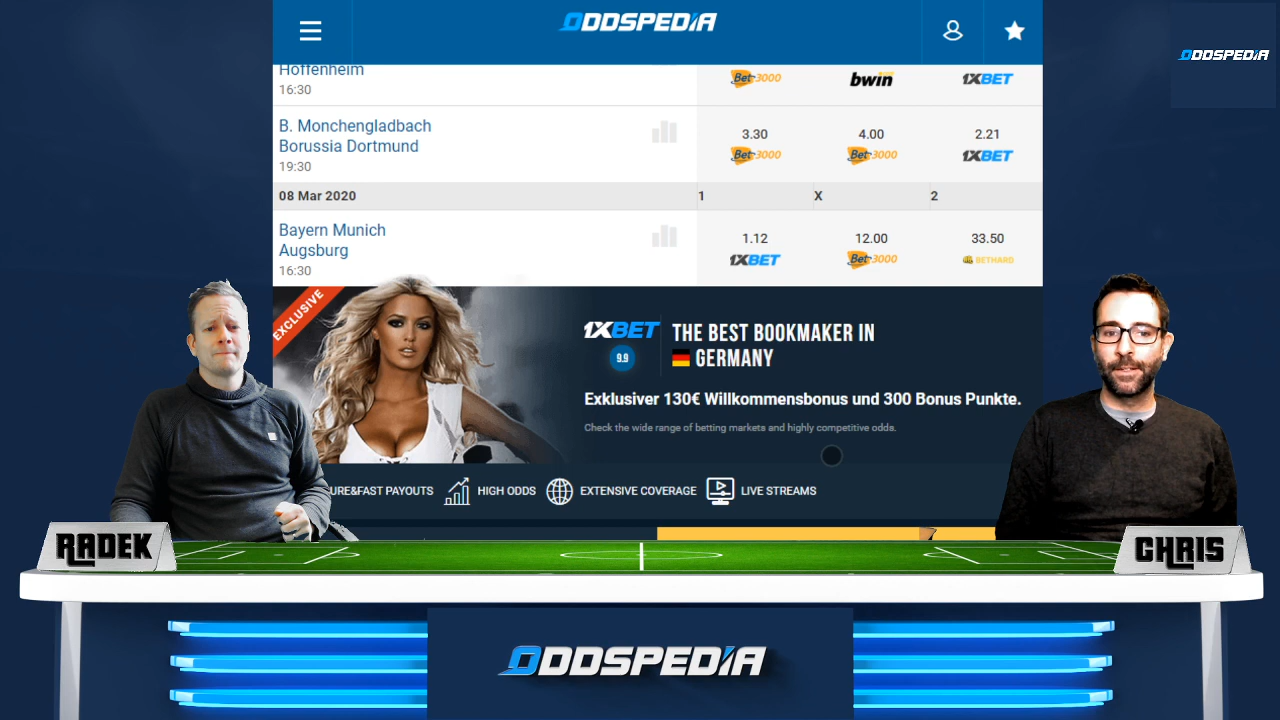 ODDSPEDIA
ODDSPEDIA
Hoffenheim
16:30
Bet3000
bwin
1XBET
B. Monchengladbach
Borussia Dortmund
19:30
3.30
4.00
2.21
Bet3000
Bet3000
1XBET
08 Mar 2020
1
X
2
Bayern Munich
Augsburg
16:30
1.12
12.00
33.50
1XBET
Bet3000
BETHARD
EXCLUSIVE
1XBET
9.9
THE BEST BOOKMAKER IN
GERMANY
Exklusiver 130€ Willkommensbonus und 300 Bonus Punkte.
Check the wide range of betting markets and highly competitive odds.
URE&FAST PAYOUTS
HIGH ODDS
EXTENSIVE COVERAGE
LIVE STREAMS
RADEK
CHRIS
ODDSPEDIA